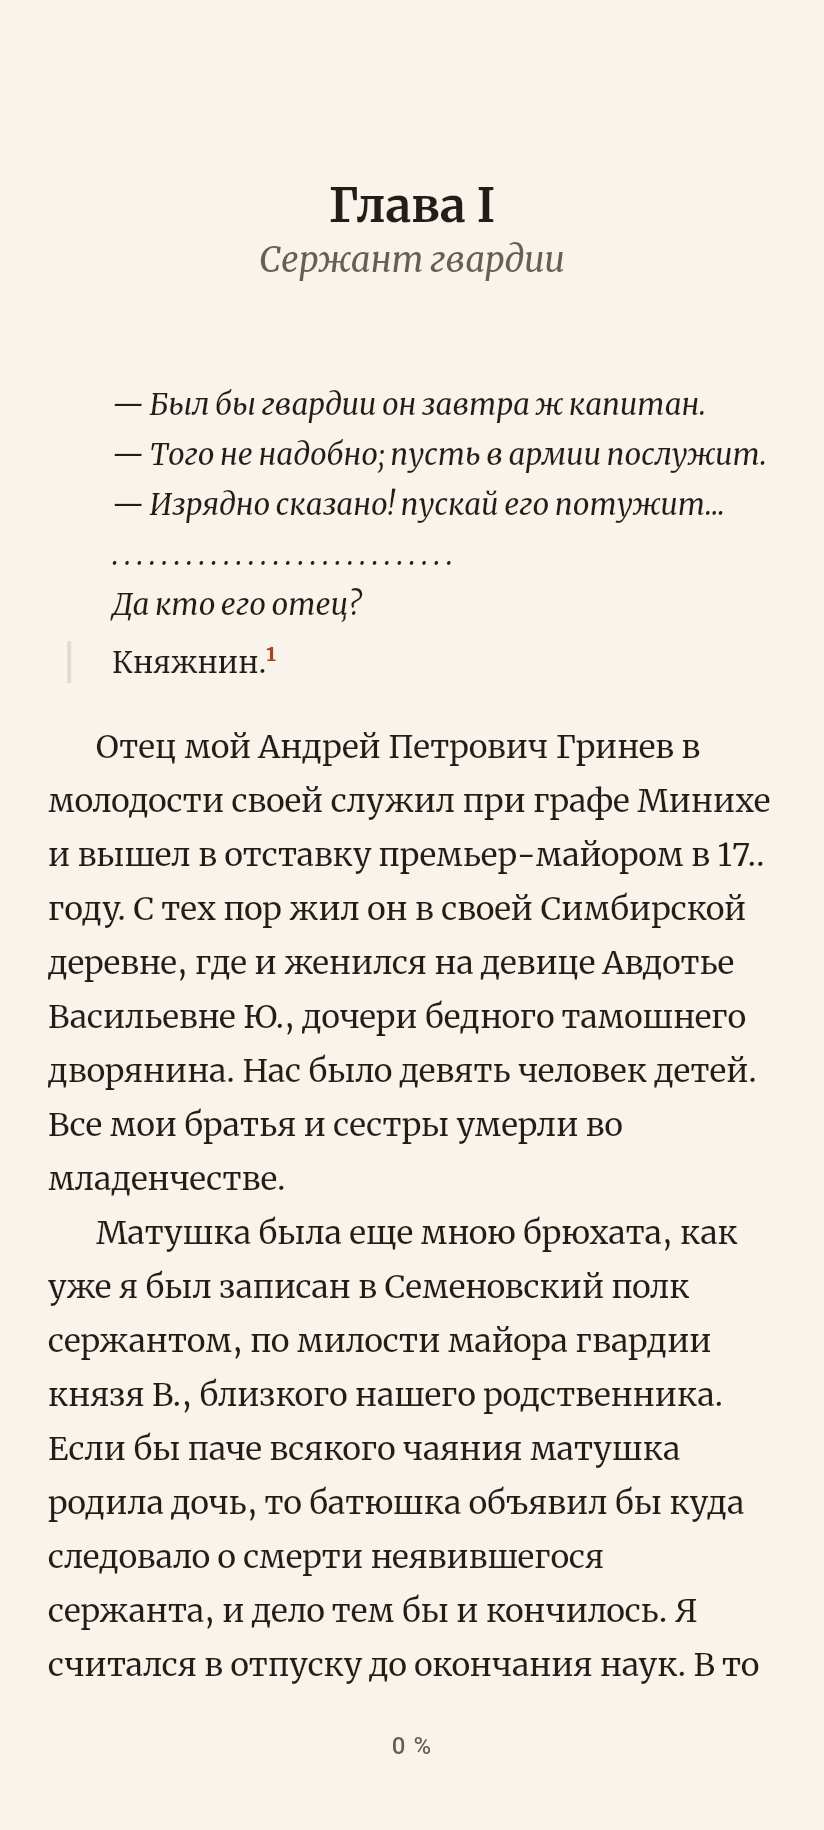 Глава I
Сержант гвардии
— Был бы гвардии он завтра ж капитан.
— Того не надобно; пусть в армии послужит.
— Изрядно сказано! пускай его потужит...
. . . . . . . . . . . . . . . . . . . . . . . . . . . .
Да кто его отец?
Княжнин.1
Отец мой Андрей Петрович Гринев в
молодости своей служил при графе Минихе
и вышел в отставку премьер-майором в 17..
году. С тех пор жил он в своей Симбирской
деревне, где и женился на девице Авдотье
Васильевне Ю., дочери бедного тамошнего
дворянина. Нас было девять человек детей.
Все мои братья и сестры умерли во
младенчестве.
Матушка была еще мною брюхата, как
уже я был записан в Семеновский полк
сержантом, по милости майора гвардии
князя В., близкого нашего родственника.
Если бы паче всякого чаяния матушка
родила дочь, то батюшка объявил бы куда
следовало о смерти неявившегося
сержанта, и дело тем бы и кончилось. Я
считался в отпуску до окончания наук. В то
0 %